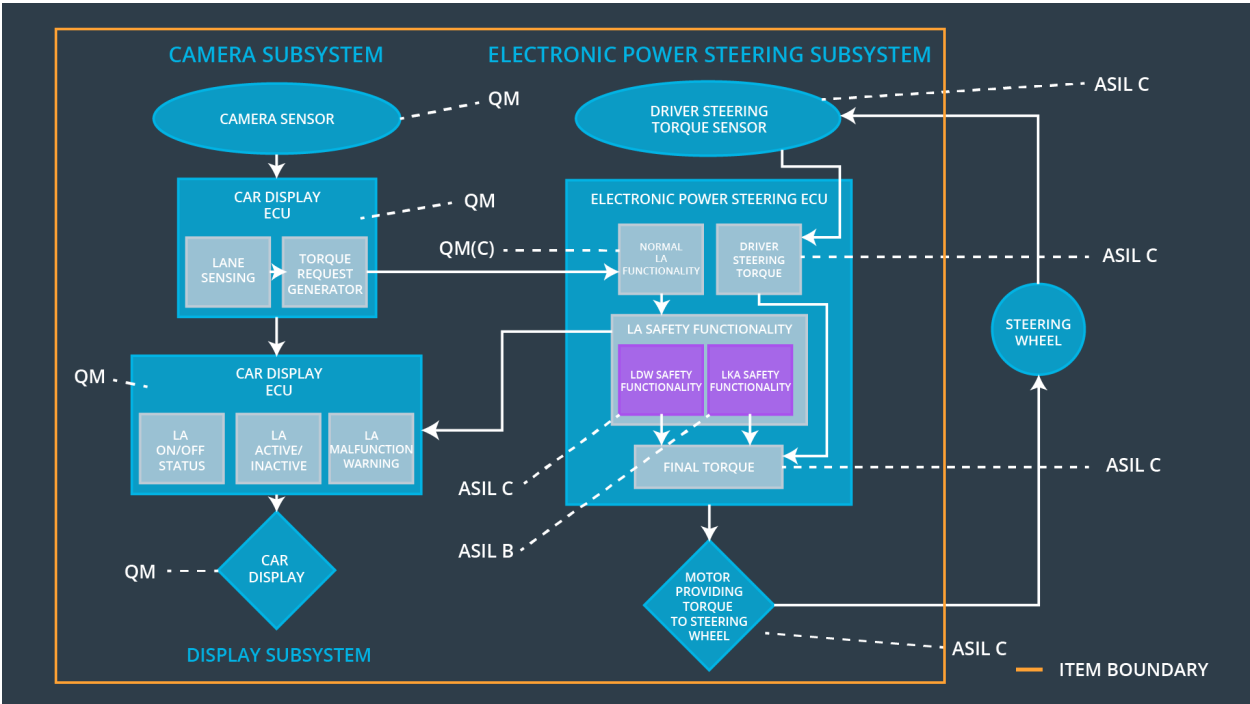 CAMERA SUBSYSTEM
ELECTRONIC POWER STEERING SUBSYSTEM
CAMERA SENSOR
QM
DRIVER STEERING
TORQUE SENSOR
ASIL C
CAR DISPLAY
ECU
QM
LANE
SENSING
TORQUE
REQUEST
GENERATOR
ELECTRONIC POWER STEERING ECU
QM(C)
NORMAL
LA
FUNCTIONALITY
DRIVER
STEERING
TORQUE
ASIL C
LA SAFETY FUNCTIONALITY
LDW SAFETY
FUNCTIONALITY
LKA SAFETY
FUNCTIONALITY
STEERING
WHEEL
QM
CAR DISPLAY
ECU
LA
ON/OFF
STATUS
LA
ACTIVE/
INACTIVE
LA
MALFUNCTION
WARNING
FINAL TORQUE
ASIL C
ASIL C
ASIL B
QM
CAR
DISPLAY
MOTOR
PROVIDING
TORQUE
TO STEERING
WHEEL
ASIL C
DISPLAY SUBSYSTEM
ITEM BOUNDARY